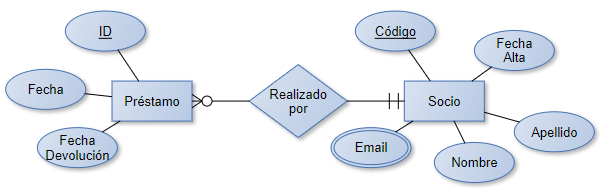 ID
Código
Fecha
Alta
Fecha
Préstamo
Realizado
por
Socio
Apellido
Fecha
Devolución
Email
Nombre